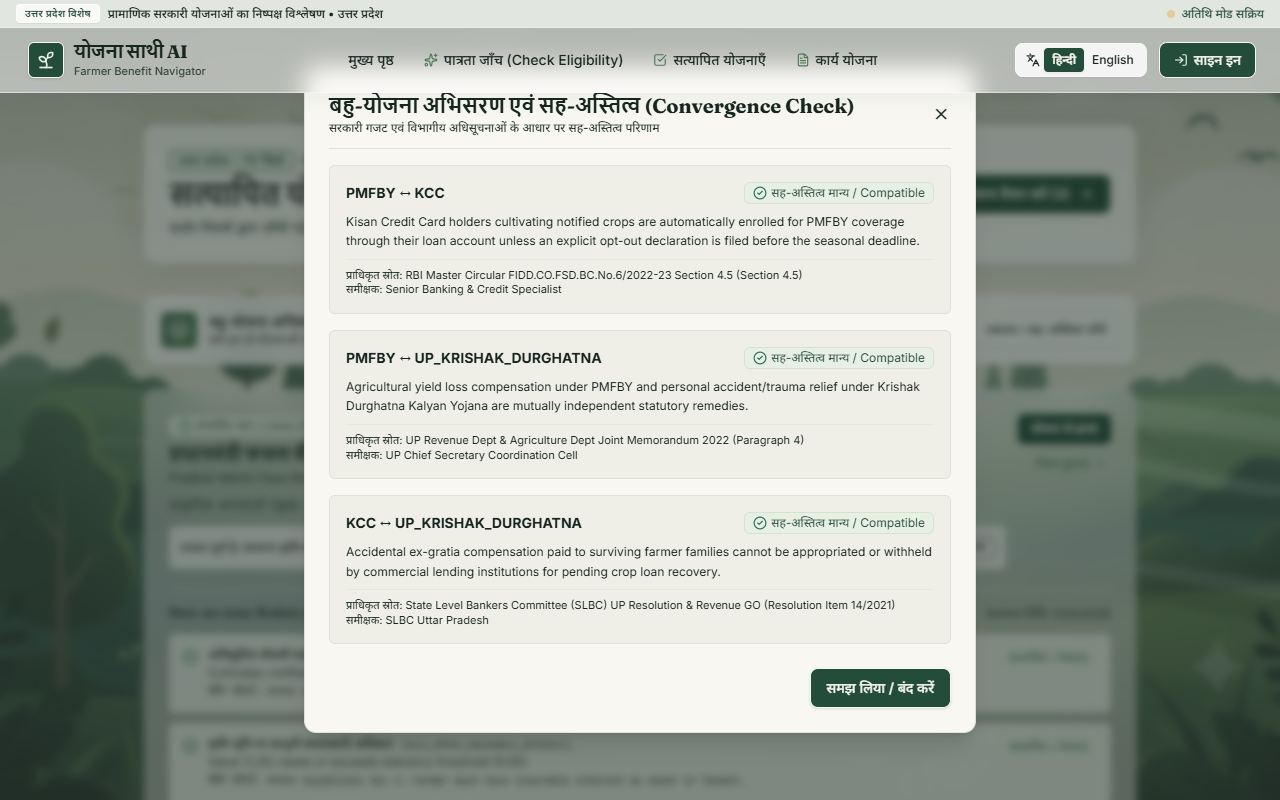 उत्तर प्रदेश विशेष प्रामाणिक सरकारी योजनाओं का निष्पक्ष विश्लेषण • उत्तर प्रदेश
अतिथि मोड सक्रिय
योजना साथी AI
Farmer Benefit Navigator
मुख्य पृष्ठ
पात्रता जाँच (Check Eligibility)
सत्यापित योजनाएँ
कार्य योजना
हिन्दी
English
साइन इन
बहु-योजना अभिसरण एवं सह-अस्तित्व (Convergence Check)
सरकारी गजट एवं विभागीय अधिसूचनाओं के आधार पर सह-अस्तित्व परिणाम
PMFBY ↔ KCC
सह-अस्तित्व मान्य / Compatible
Kisan Credit Card holders cultivating notified crops are automatically enrolled for PMFBY coverage
through their loan account unless an explicit opt-out declaration is filed before the seasonal deadline.
प्राधिकृत स्रोत: RBI Master Circular FIDD.CO.FSD.BC.No.6/2022-23 Section 4.5 (Section 4.5)
समीक्षक: Senior Banking & Credit Specialist
PMFBY ↔ UP_KRISHAK_DURGHATNA
सह-अस्तित्व मान्य / Compatible
Agricultural yield loss compensation under PMFBY and personal accident/trauma relief under Krishak
Durghatna Kalyan Yojana are mutually independent statutory remedies.
प्राधिकृत स्रोत: UP Revenue Dept & Agriculture Dept Joint Memorandum 2022 (Paragraph 4)
समीक्षक: UP Chief Secretary Coordination Cell
KCC ↔ UP_KRISHAK_DURGHATNA
सह-अस्तित्व मान्य / Compatible
Accidental ex-gratia compensation paid to surviving farmer families cannot be appropriated or withheld
by commercial lending institutions for pending crop loan recovery.
प्राधिकृत स्रोत: State Level Bankers Committee (SLBC) UP Resolution & Revenue GO (Resolution Item 14/2021)
समीक्षक: SLBC Uttar Pradesh
समझ लिया / बंद करें
सत्यापित